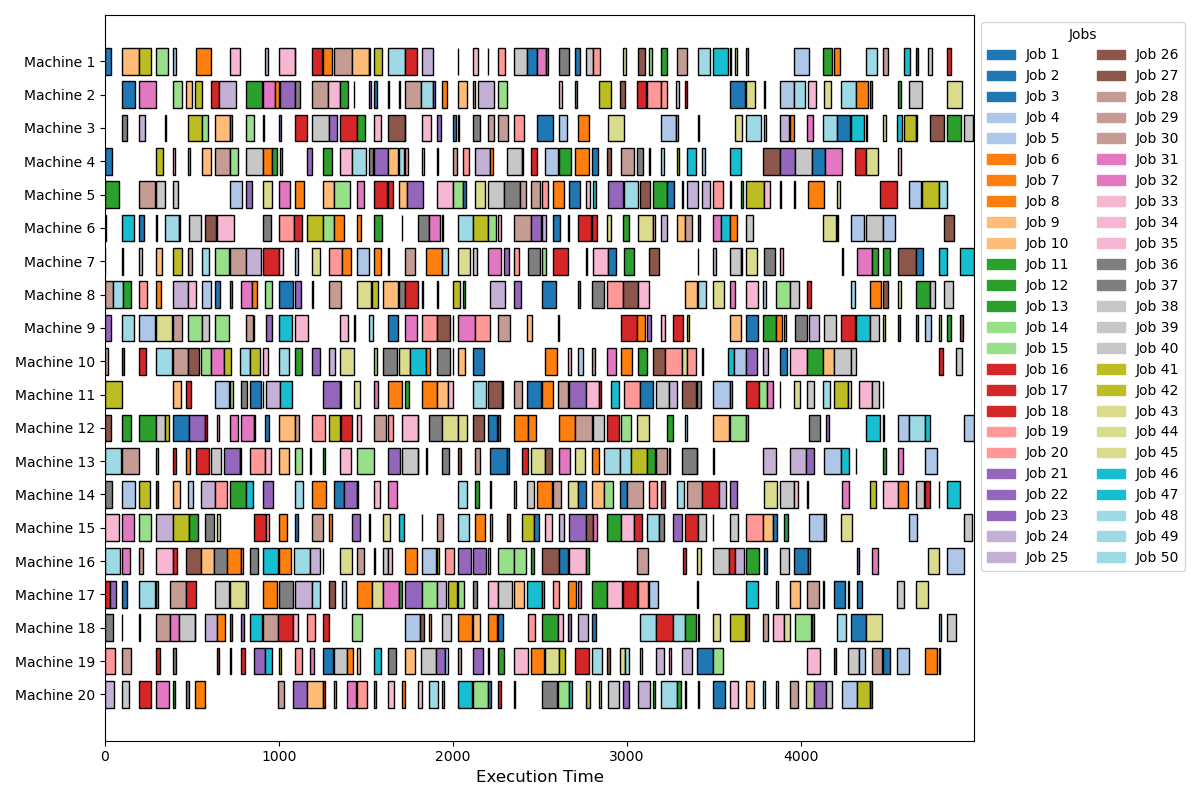 Machine 1
Machine 2
Machine 3
Machine 4
Machine 5
Machine 6
Machine 7
Machine 8
Machine 9
Machine 10
Machine 11
Machine 12
Machine 13
Machine 14
Machine 15
Machine 16
Machine 17
Machine 18
Machine 19
Machine 20
0 1000 2000 3000 4000
Execution Time
Jobs
Job 1 Job 26
Job 2 Job 27
Job 3 Job 28
Job 4 Job 29
Job 5 Job 30
Job 6 Job 31
Job 7 Job 32
Job 8 Job 33
Job 9 Job 34
Job 10 Job 35
Job 11 Job 36
Job 12 Job 37
Job 13 Job 38
Job 14 Job 39
Job 15 Job 40
Job 16 Job 41
Job 17 Job 42
Job 18 Job 43
Job 19 Job 44
Job 20 Job 45
Job 21 Job 46
Job 22 Job 47
Job 23 Job 48
Job 24 Job 49
Job 25 Job 50